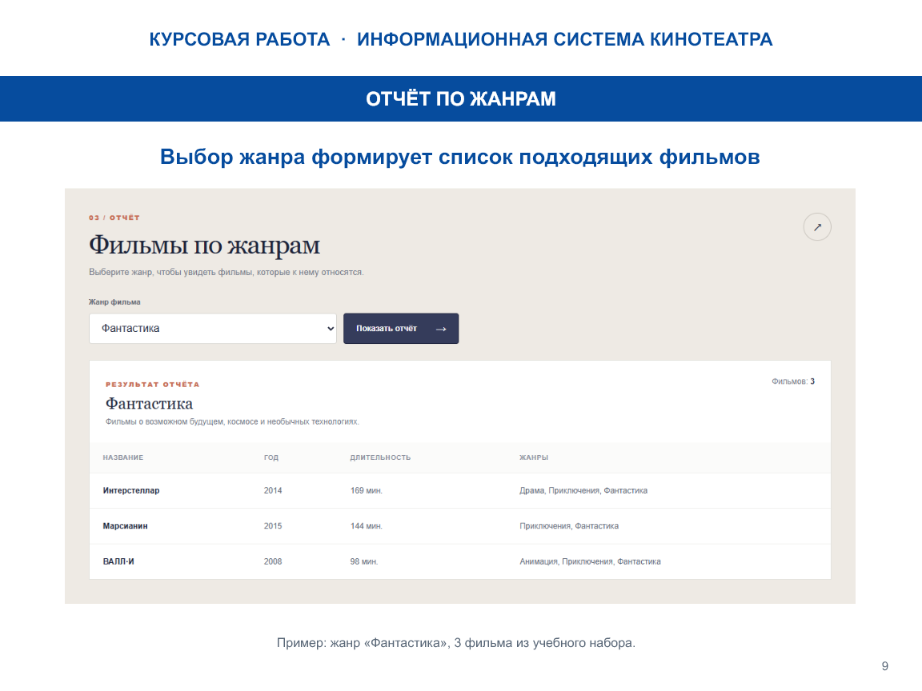 КУРСОВАЯ РАБОТА · ИНФОРМАЦИОННАЯ СИСТЕМА КИНОТЕАТРА
ОТЧЁТ ПО ЖАНРАМ
Выбор жанра формирует список подходящих фильмов
03 / ОТЧЁТ
Фильмы по жанрам
Выберите жанр, чтобы увидеть фильмы, которые к нему относятся.
Жанр фильма
Фантастика
Показать отчёт →
РЕЗУЛЬТАТ ОТЧЁТА
Фильмов: 3
Фантастика
Фильмы о возможном будущем, космосе и необычных технологиях.
НАЗВАНИЕ ГОД ДЛИТЕЛЬНОСТЬ ЖАНРЫ
Интерстеллар 2014 169 мин. Драма, Приключения, Фантастика
Марсианин 2015 144 мин. Приключения, Фантастика
ВАЛЛ·И 2008 98 мин. Анимация, Приключения, Фантастика
Пример: жанр «Фантастика», 3 фильма из учебного набора.
9